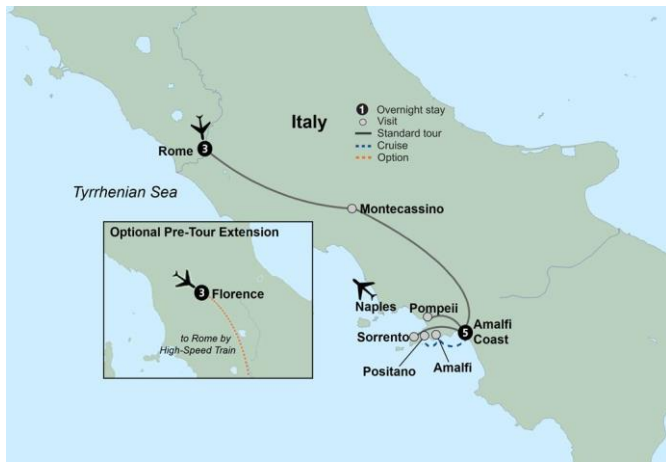 Italy
1 Overnight stay
Visit
Standard tour
Cruise
Option
Rome 3
Tyrrhenian Sea
Montecassino
Optional Pre-Tour Extension
3 Florence
to Rome by
High-Speed Train
Naples
Pompeii
Sorrento
5 Amalfi
Coast
Positano
Amalfi